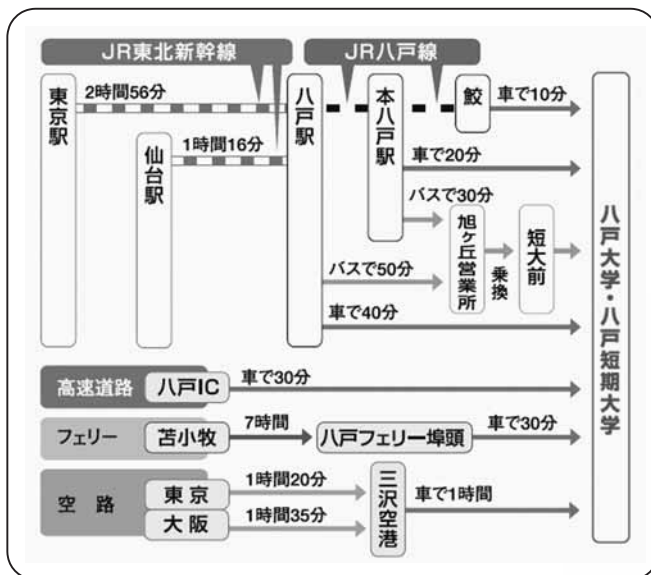 JR東北新幹線
JR八戸線
東京駅
2時間56分
仙台駅
1時間16分
八戸駅
本八戸駅
鮫
車で10分
車で20分
バスで30分
旭ヶ丘営業所
乗換
短大前
バスで50分
車で40分
高速道路
八戸IC
車で30分
フェリー
苫小牧
7時間
八戸フェリー埠頭
車で30分
空路
東京
1時間20分
大阪
1時間35分
三沢空港
車で1時間
八戸大学・八戸短期大学